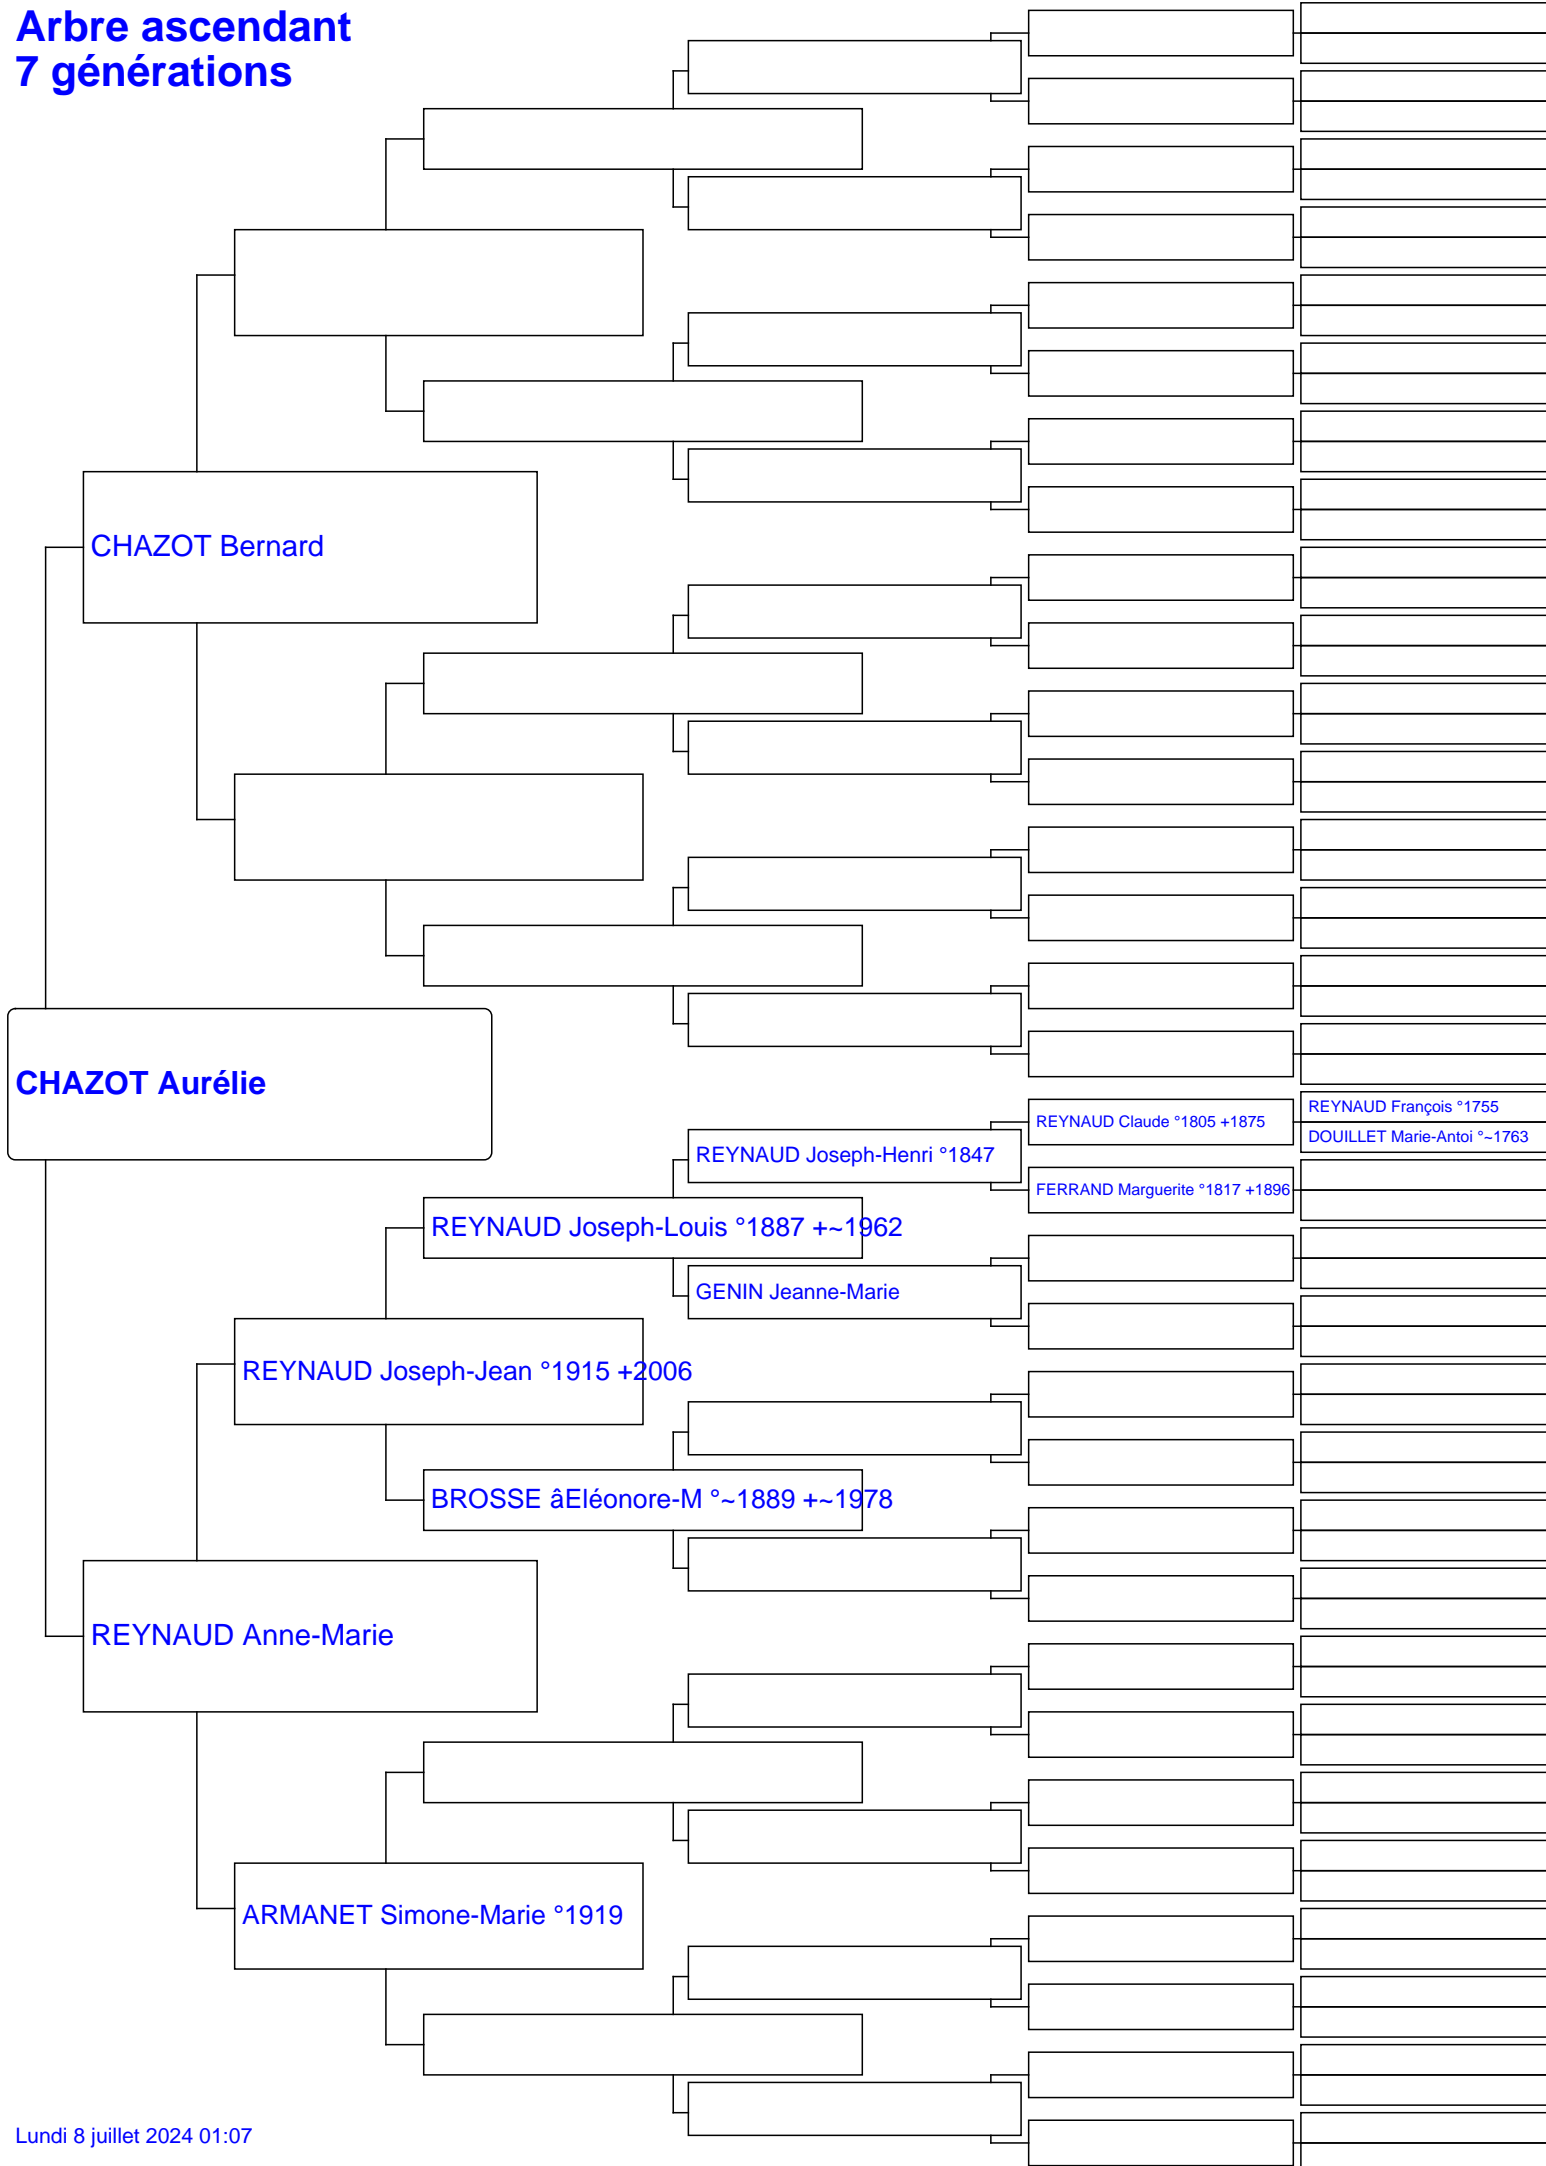 Arbre ascendant
7 générations
CHAZOT Bernard
CHAZOT Aurélie
REYNAUD François °1755
REYNAUD Claude °1805 +1875
DOUILLET Marie-Antoi °~1763
REYNAUD Joseph-Henri °1847
FERRAND Marguerite °1817 +1896
REYNAUD Joseph-Louis °1887 +~1962
GENIN Jeanne-Marie
REYNAUD Joseph-Jean °1915 +2006
BROSSE âEléonore-M °~1889 +~1978
REYNAUD Anne-Marie
ARMANET Simone-Marie °1919
Lundi 8 juillet 2024 01:07